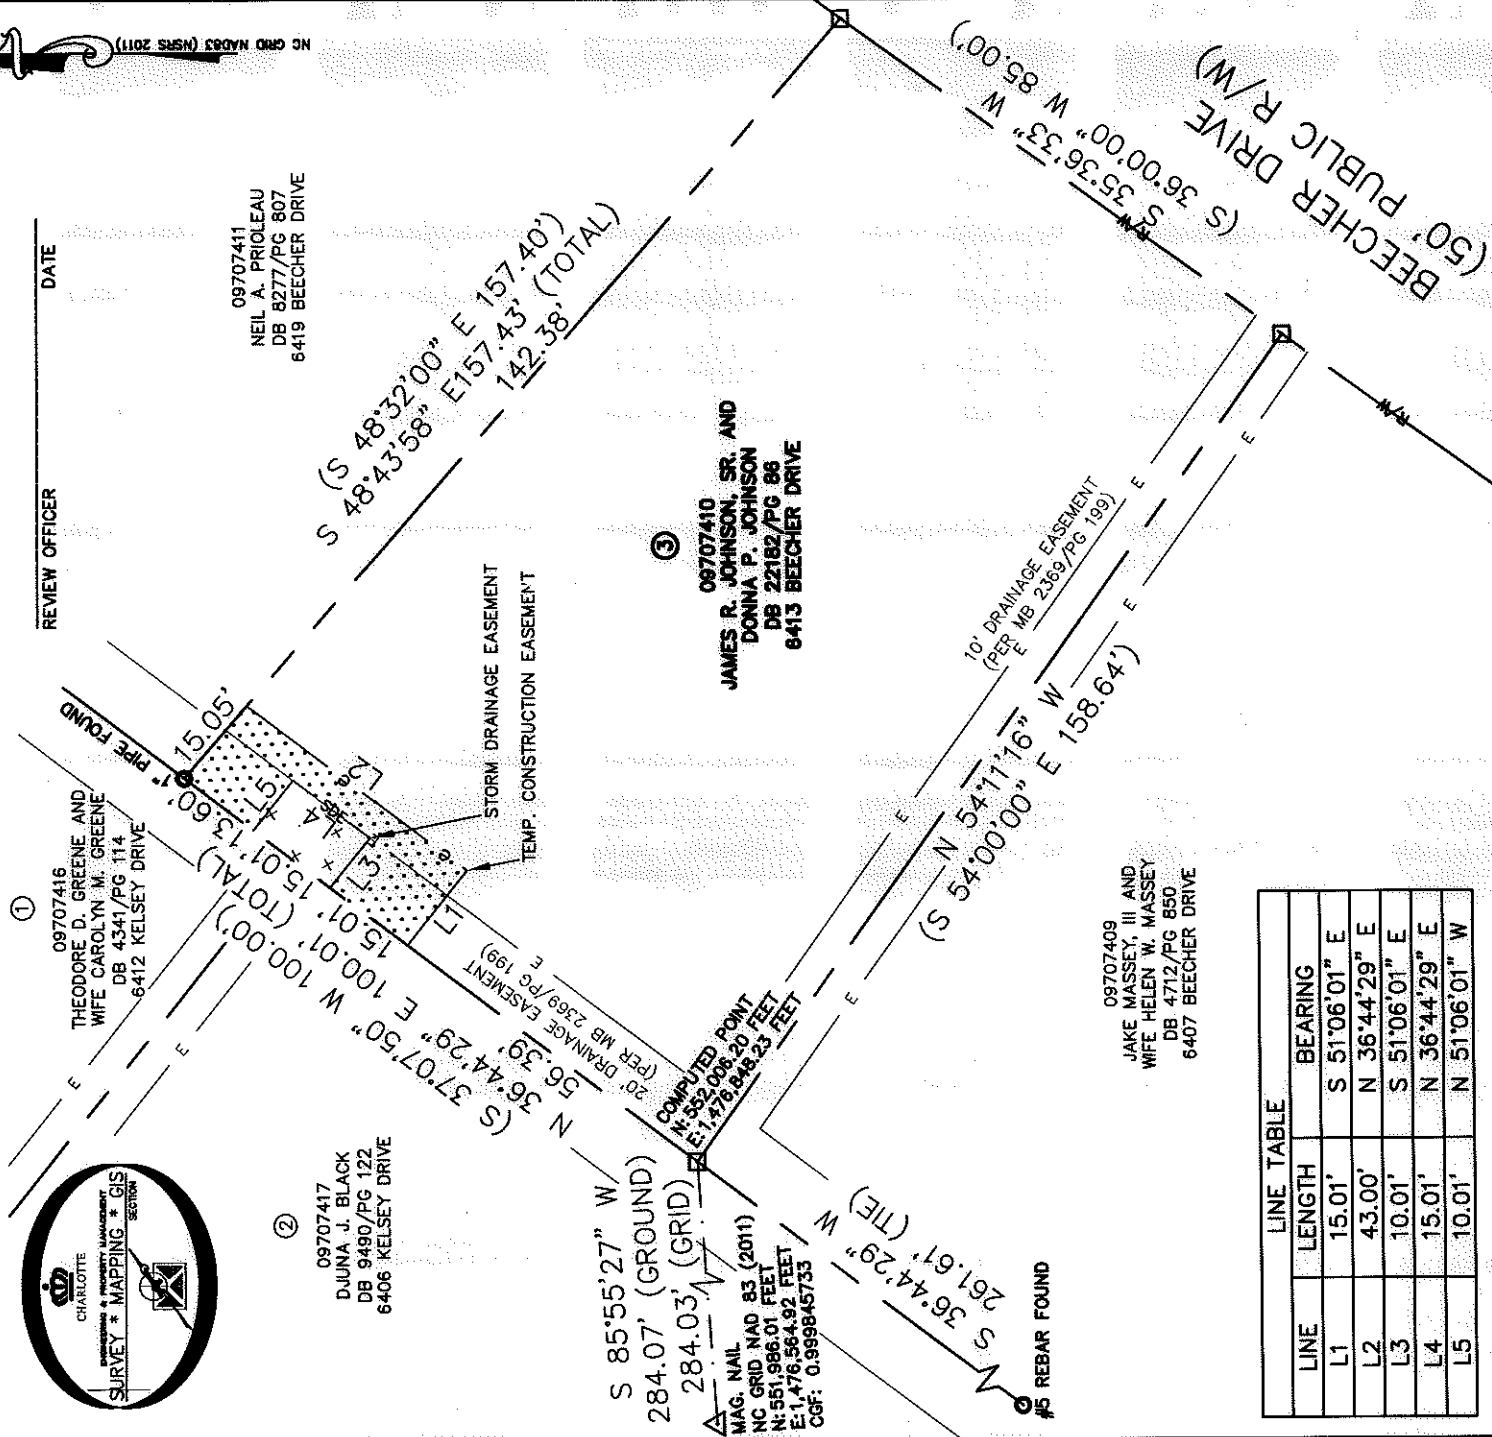 NC GRID NAD83 (NSRS 2011)
REVIEW OFFICER
DATE
09707411
NEIL A. PRIOLEAU
DB 8277/PG 807
6419 BEECHER DRIVE
①
09707416
THEODORE D. GREENE AND
WIFE CAROLYN M. GREENE
DB 4341/PG 114
6412 KELSEY DRIVE
1" PIPE FOUND
15.05'
(S 48°32'00" E 157.40')
S 48°43'58" E157.43' (TOTAL)
142.38'
S 35°36'33" W
(S 36°00'00" W 85.00')
R/W
BEECHER DRIVE
(50' PUBLIC R/W)
R/W
STORM DRAINAGE EASEMENT
TEMP. CONSTRUCTION EASEMENT
③
09707410
JAMES R. JOHNSON, SR. AND
DONNA P. JOHNSON
DB 22182/PG 86
6413 BEECHER DRIVE
13.60'
15.01'
15.01'
56.39'
L5
L4
L3
L2
L1
(S 37°07'50" W 100.00')
N 36°44'29" E 100.01' (TOTAL)
20' DRAINAGE EASEMENT
(PER MB 2369/PG 199)
E
E
E
10' DRAINAGE EASEMENT
(PER MB 2369/PG 199)
E
E
E
E
E
E
E
N 54°11'16" W
(S 54°00'00" E 158.64')
CHARLOTTE
ENGINEERING & PROPERTY MANAGEMENT
SURVEY * MAPPING * GIS
SECTION
②
09707417
DJUNA J. BLACK
DB 9490/PG 122
6406 KELSEY DRIVE
COMPUTED POINT
N: 552,006.20 FEET
E: 1,476,848.23 FEET
S 85°55'27" W
284.07' (GROUND)
284.03' (GRID)
MAG. NAIL
NC GRID NAD 83 (2011)
N: 551,986.01 FEET
E: 1,476,564.92 FEET
CGF: 0.999845733
S 36°44'29" W
261.61' (TIE)
#5 REBAR FOUND
09707409
JAKE MASSEY, III AND
WIFE HELEN W. MASSEY
DB 4712/PG 850
6407 BEECHER DRIVE
LINE TABLE
LINE LENGTH BEARING
L1 15.01' S 51°06'01" E
L2 43.00' N 36°44'29" E
L3 10.01' S 51°06'01" E
L4 15.01' N 36°44'29" E
L5 10.01' N 51°06'01" W